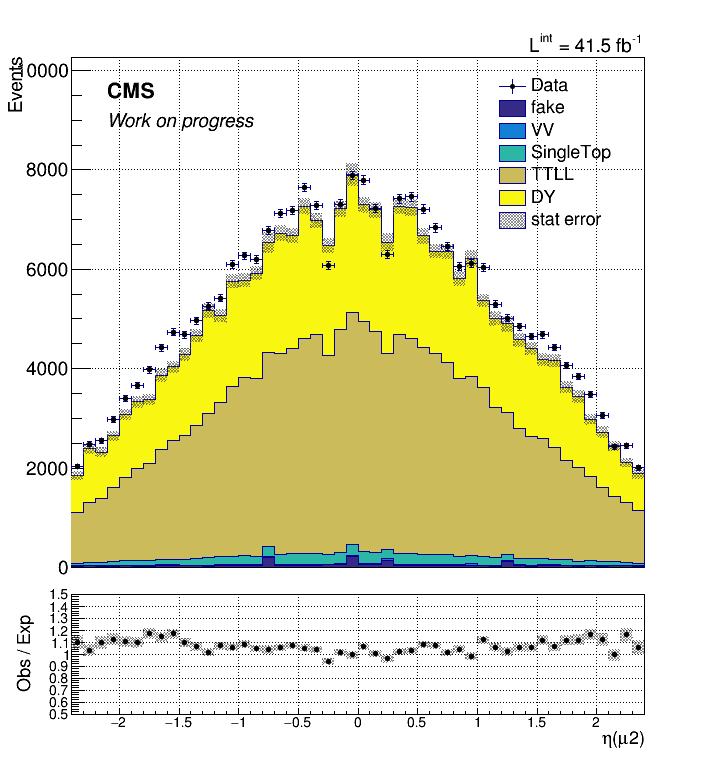 L^int = 41.5 fb^-1
Events
10000
8000
6000
4000
2000
0
CMS
Work on progress
Data
fake
VV
SingleTop
TTLL
DY
stat error
Obs / Exp
1.5
1.4
1.3
1.2
1.1
1
0.9
0.8
0.7
0.6
0.5
−2
−1.5
−1
−0.5
0
0.5
1
1.5
2
η(μ2)